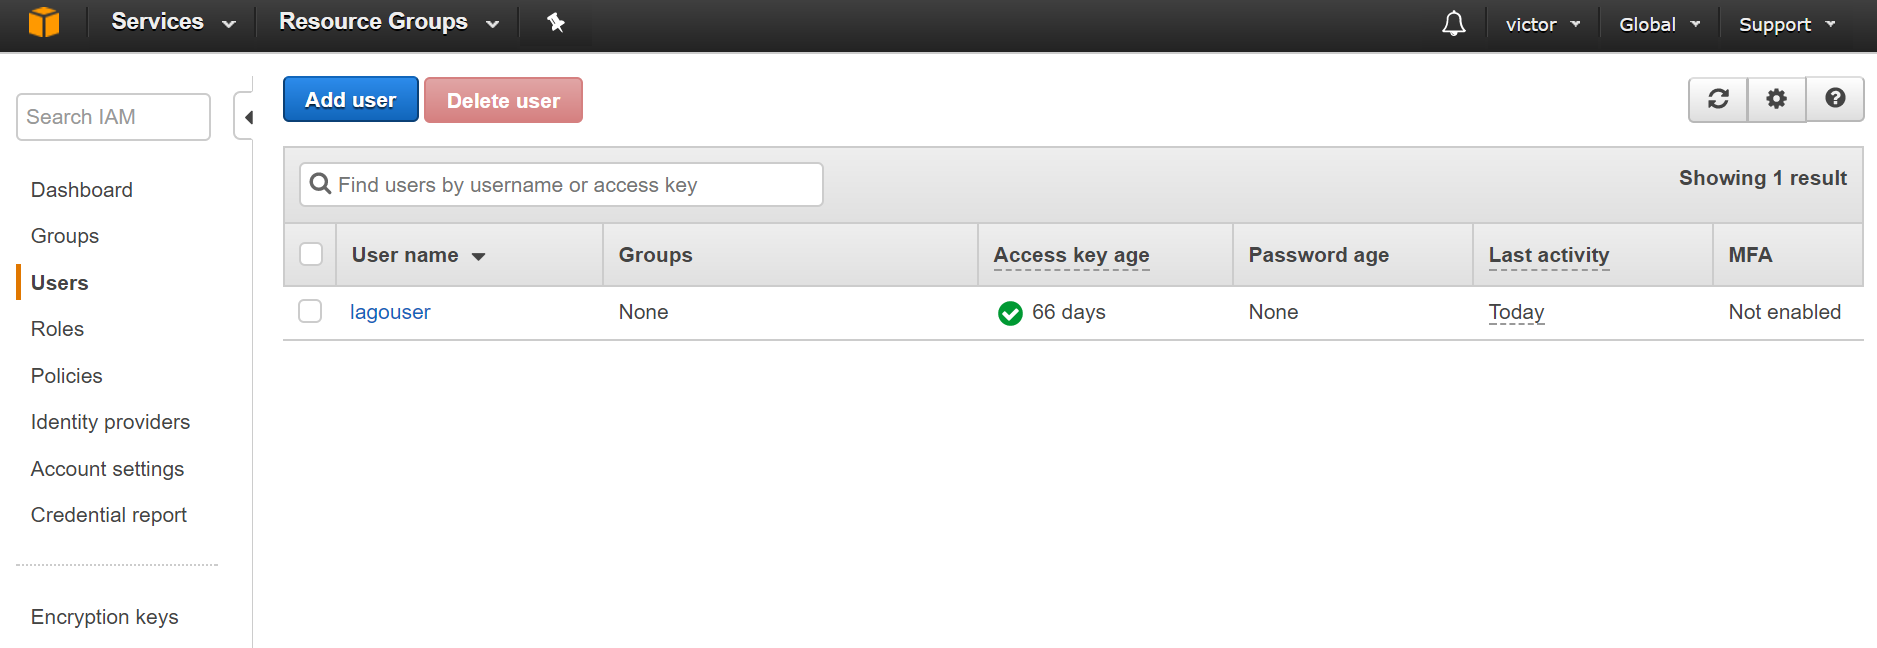 Services Resource Groups victor Global Support
Search IAM
Add user Delete user
Find users by username or access key
Showing 1 result
Dashboard
Groups
Users
Roles
Policies
Identity providers
Account settings
Credential report
Encryption keys
User name Groups Access key age Password age Last activity MFA
lagouser None 66 days None Today Not enabled